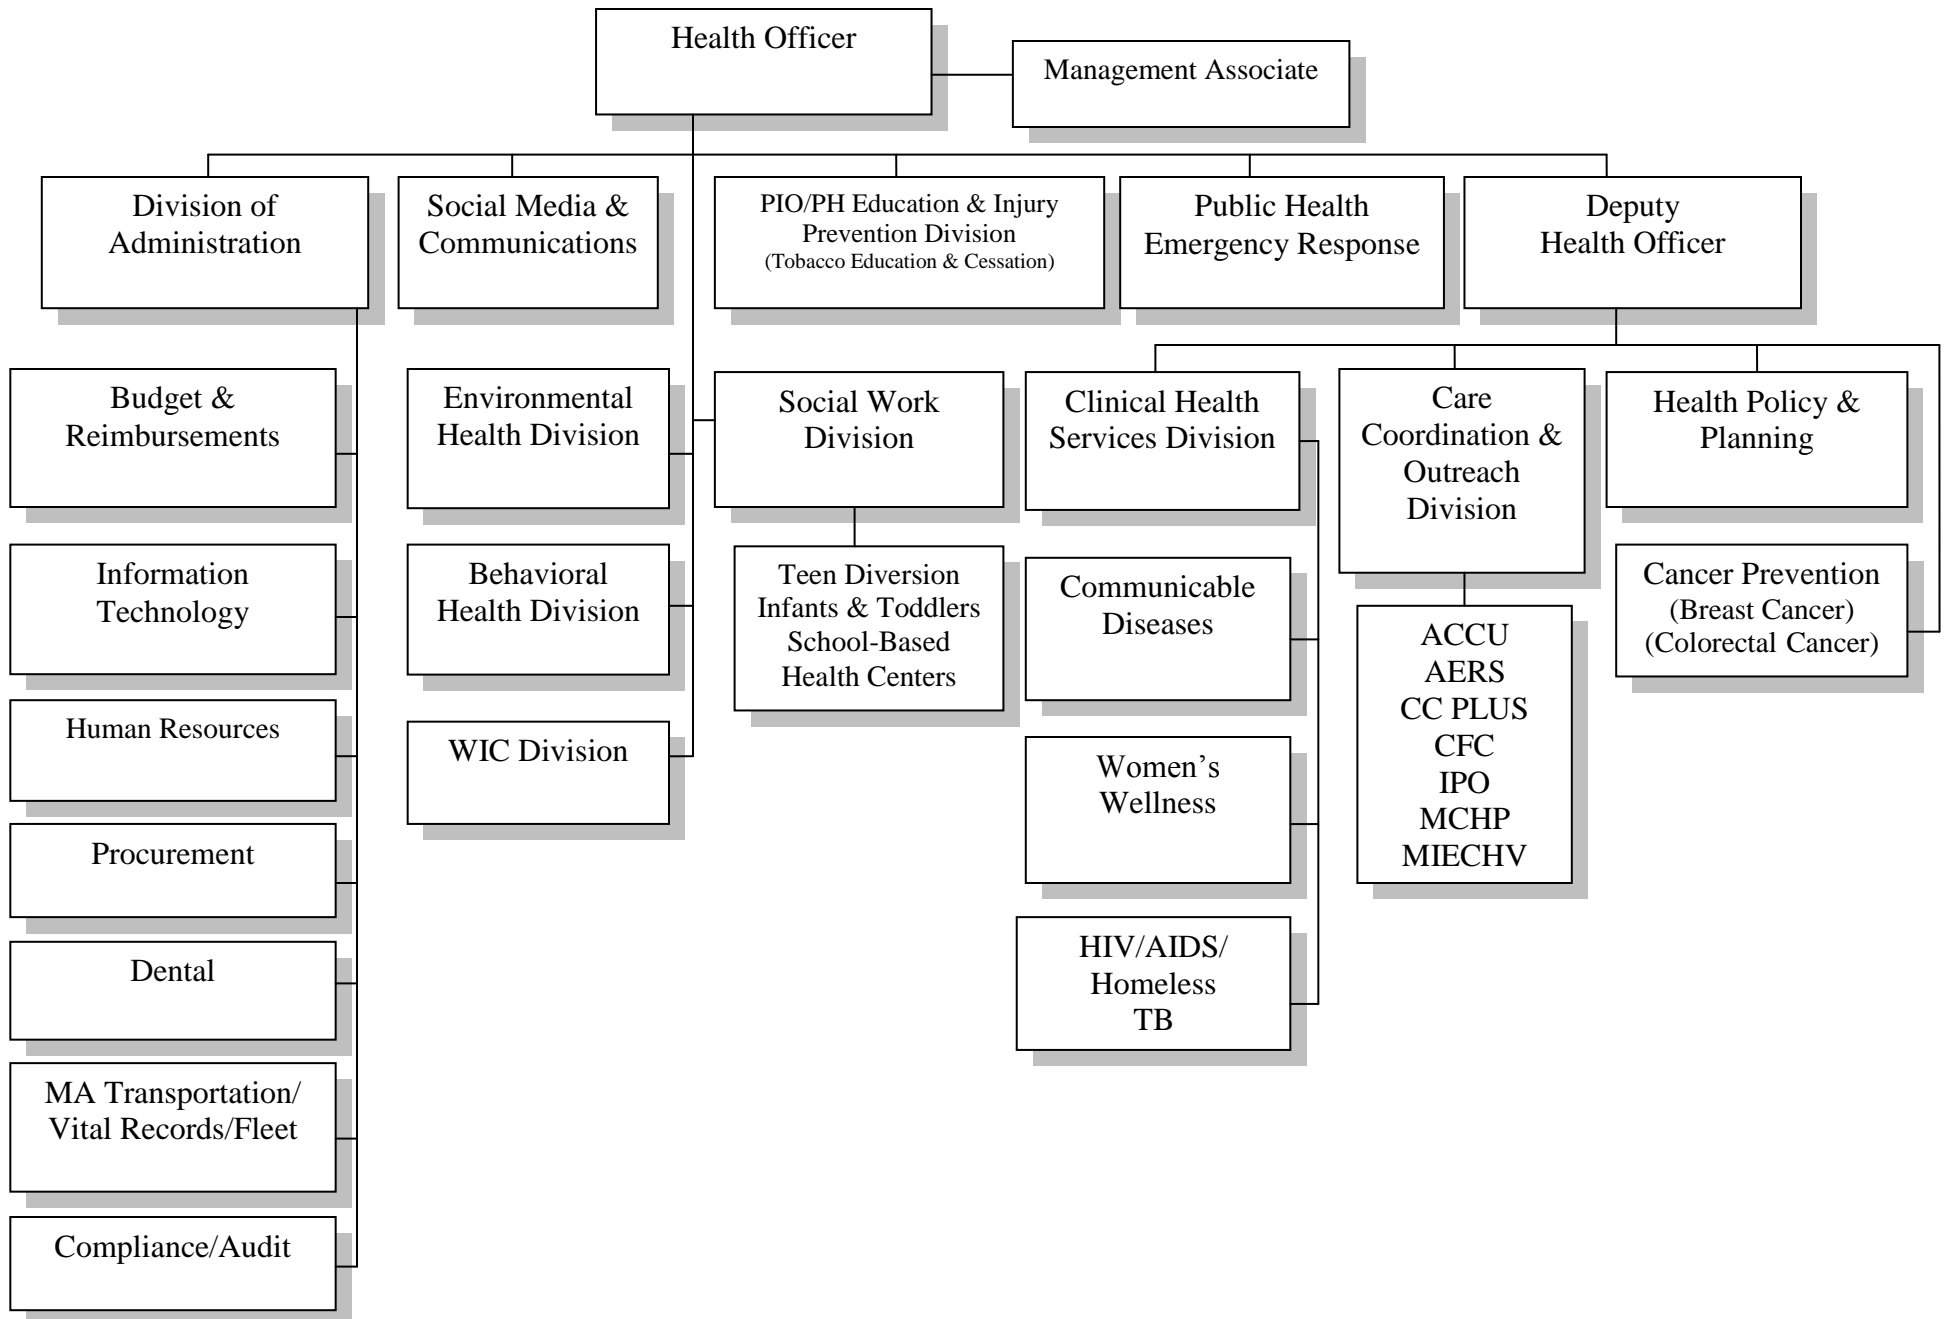 Health Officer
Management Associate
Division of
Administration
Social Media &
Communications
PIO/PH Education & Injury
Prevention Division
(Tobacco Education & Cessation)
Public Health
Emergency Response
Deputy
Health Officer
Budget &
Reimbursements
Information
Technology
Human Resources
Procurement
Dental
MA Transportation/
Vital Records/Fleet
Compliance/Audit
Environmental
Health Division
Behavioral
Health Division
WIC Division
Social Work
Division
Teen Diversion
Infants & Toddlers
School-Based
Health Centers
Clinical Health
Services Division
Communicable
Diseases
Women’s
Wellness
HIV/AIDS/
Homeless
TB
Care
Coordination &
Outreach
Division
ACCU
AERS
CC PLUS
CFC
IPO
MCHP
MIECHV
Health Policy &
Planning
Cancer Prevention
(Breast Cancer)
(Colorectal Cancer)